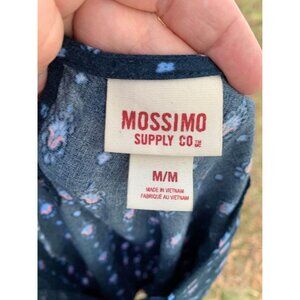 MOSSIMO
SUPPLY CO
M/M
MADE IN VIETNAM
FABRIQUÉ AU VIETNAM